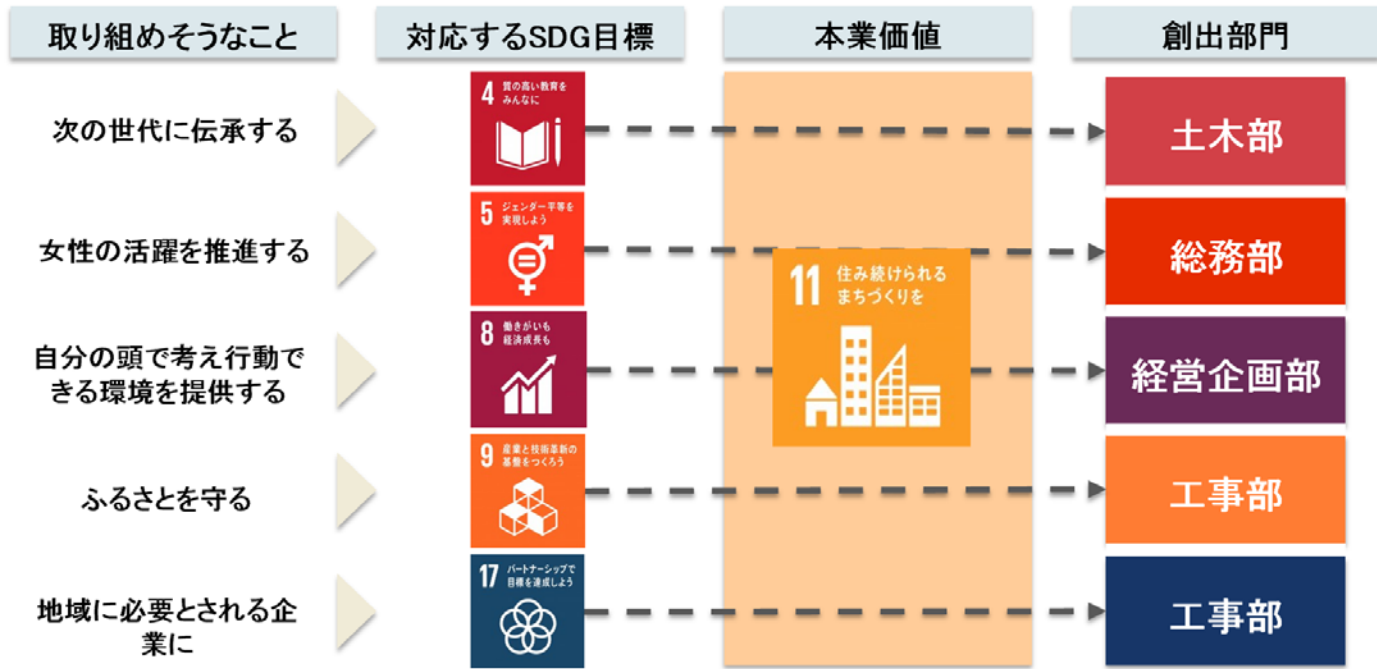 取り組めそうなこと
対応するSDG目標
本業価値
創出部門
次の世代に伝承する
4 質の高い教育を
みんなに
土木部
女性の活躍を推進する
5 ジェンダー平等を
実現しよう
総務部
11 住み続けられる
まちづくりを
自分の頭で考え行動で
きる環境を提供する
8 働きがいも
経済成長も
経営企画部
ふるさとを守る
9 産業と技術革新の
基盤をつくろう
工事部
地域に必要とされる企
業に
17 パートナーシップで
目標を達成しよう
工事部